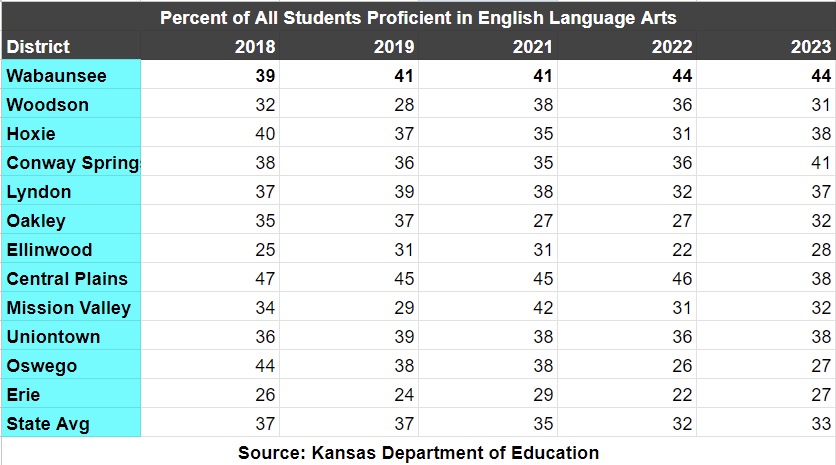 Percent of All Students Proficient in English Language Arts
District 2018 2019 2021 2022 2023
Wabaunsee 39 41 41 44 44
Woodson 32 28 38 36 31
Hoxie 40 37 35 31 38
Conway Springs 38 36 35 36 41
Lyndon 37 39 38 32 37
Oakley 35 37 27 27 32
Ellinwood 25 31 31 22 28
Central Plains 47 45 45 46 38
Mission Valley 34 29 42 31 32
Uniontown 36 39 38 36 38
Oswego 44 38 38 26 27
Erie 26 24 29 22 27
State Avg 37 37 35 32 33
Source: Kansas Department of Education